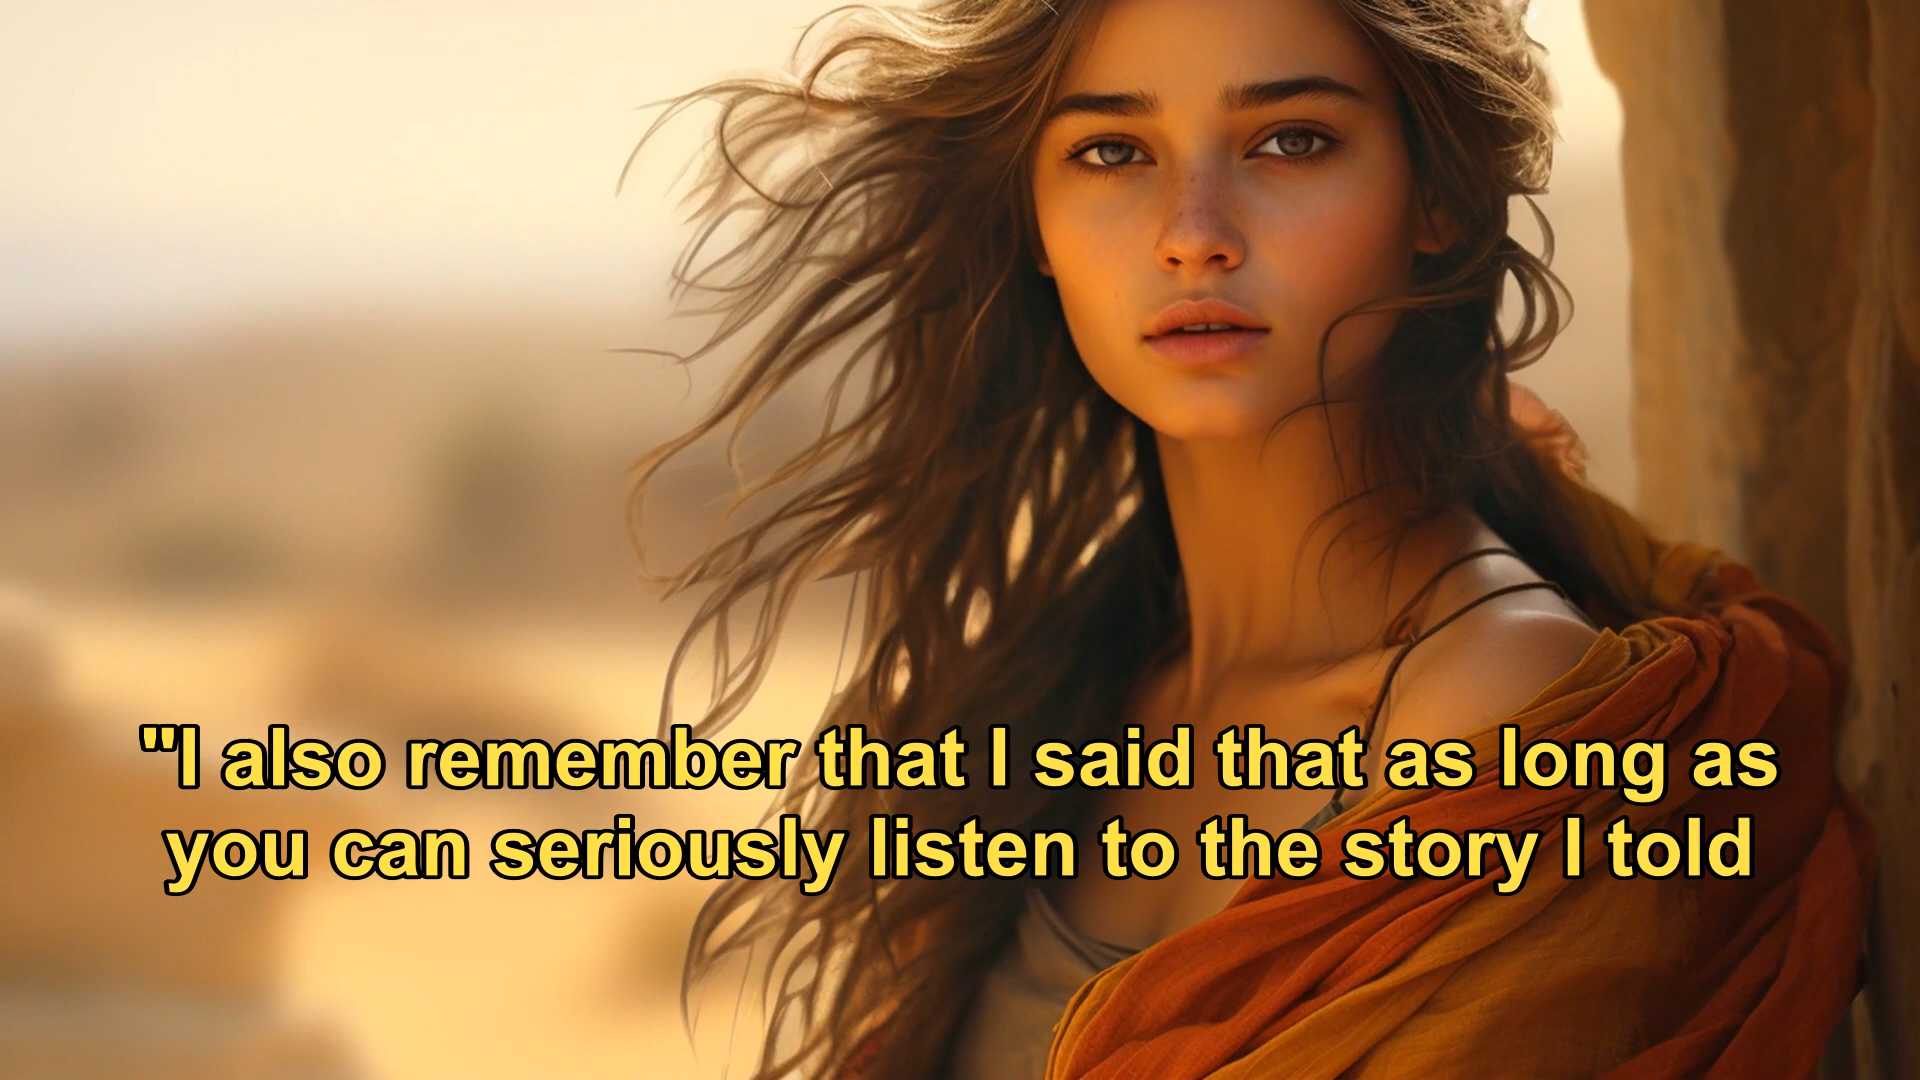 "I also remember that I said that as long as
you can seriously listen to the story I told